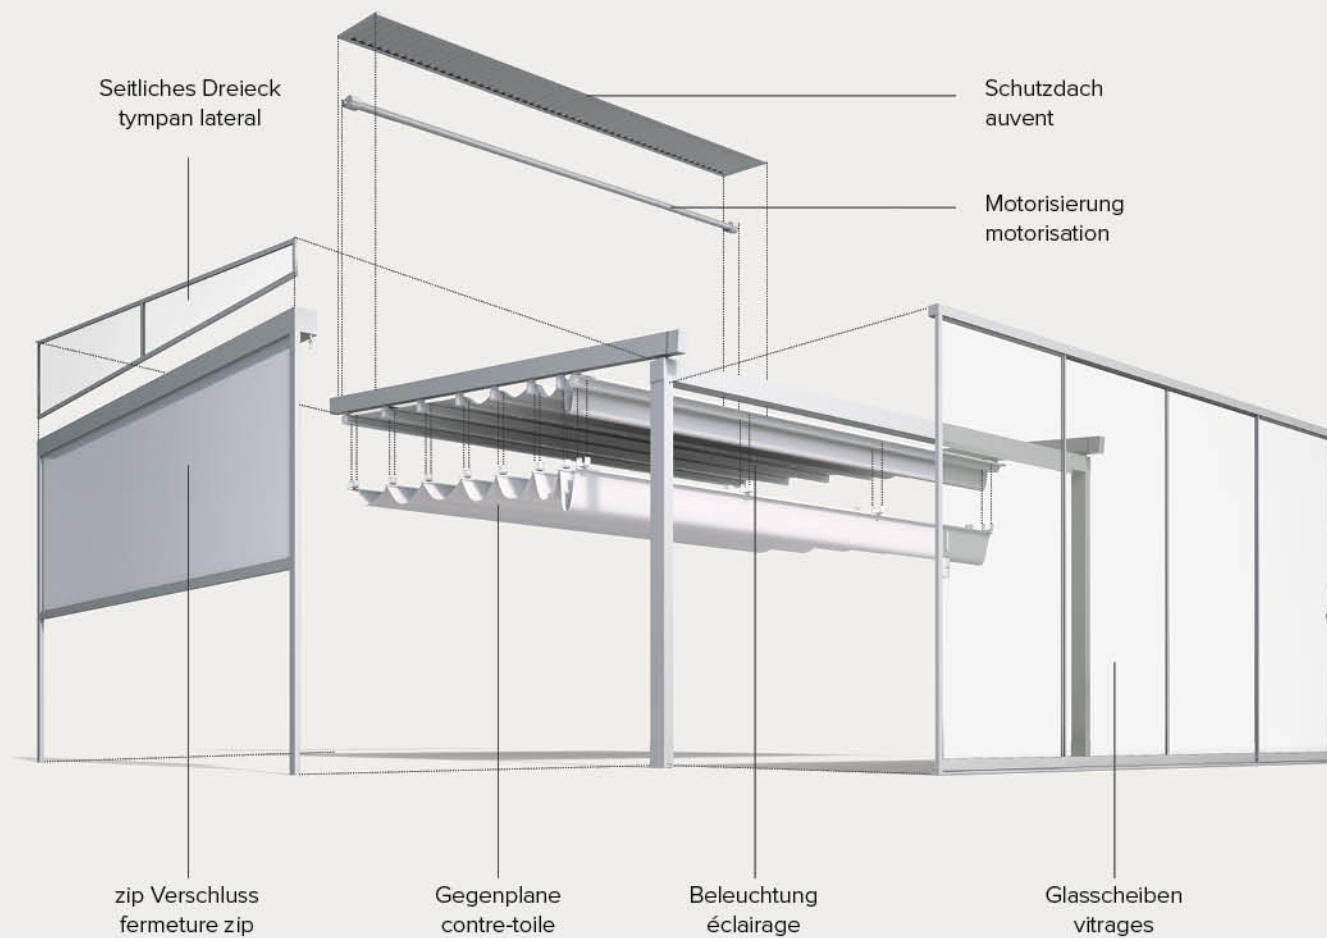 Seitliches Dreieck
tympan lateral
Schutzdach
auvent
Motorisierung
motorisation
zip Verschluss
fermeture zip
Gegenplane
contre-toile
Beleuchtung
éclairage
Glasscheiben
vitrages